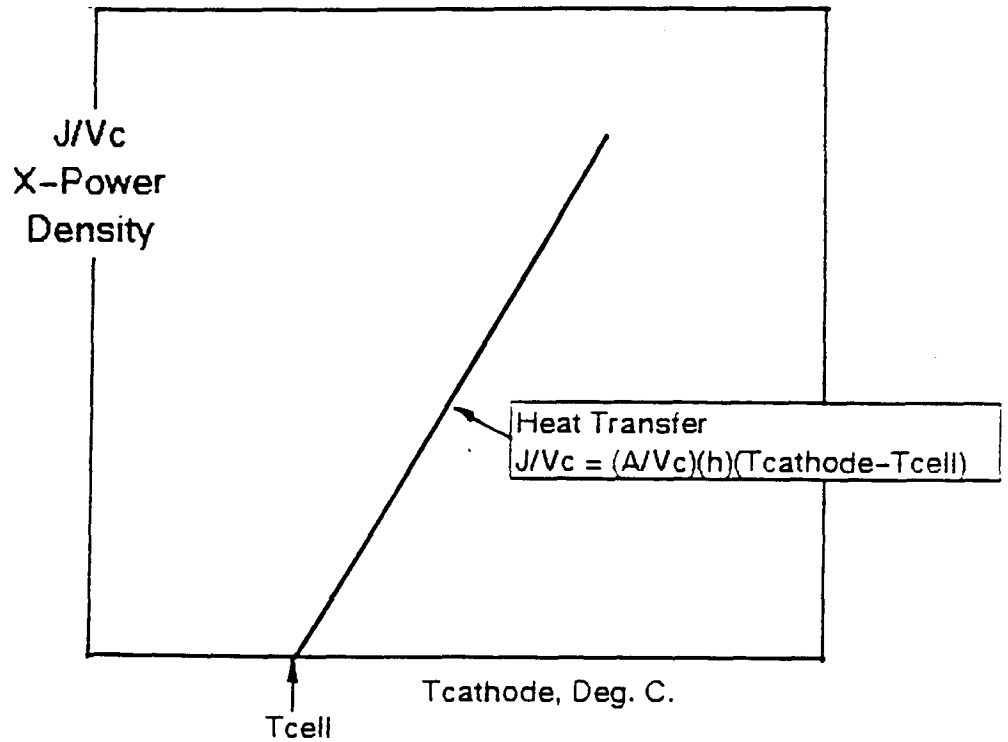 J/Vc
X-Power
Density
Heat Transfer
J/Vc = (A/Vc)(h)(Tcathode-Tcell)
Tcathode, Deg. C.
Tcell